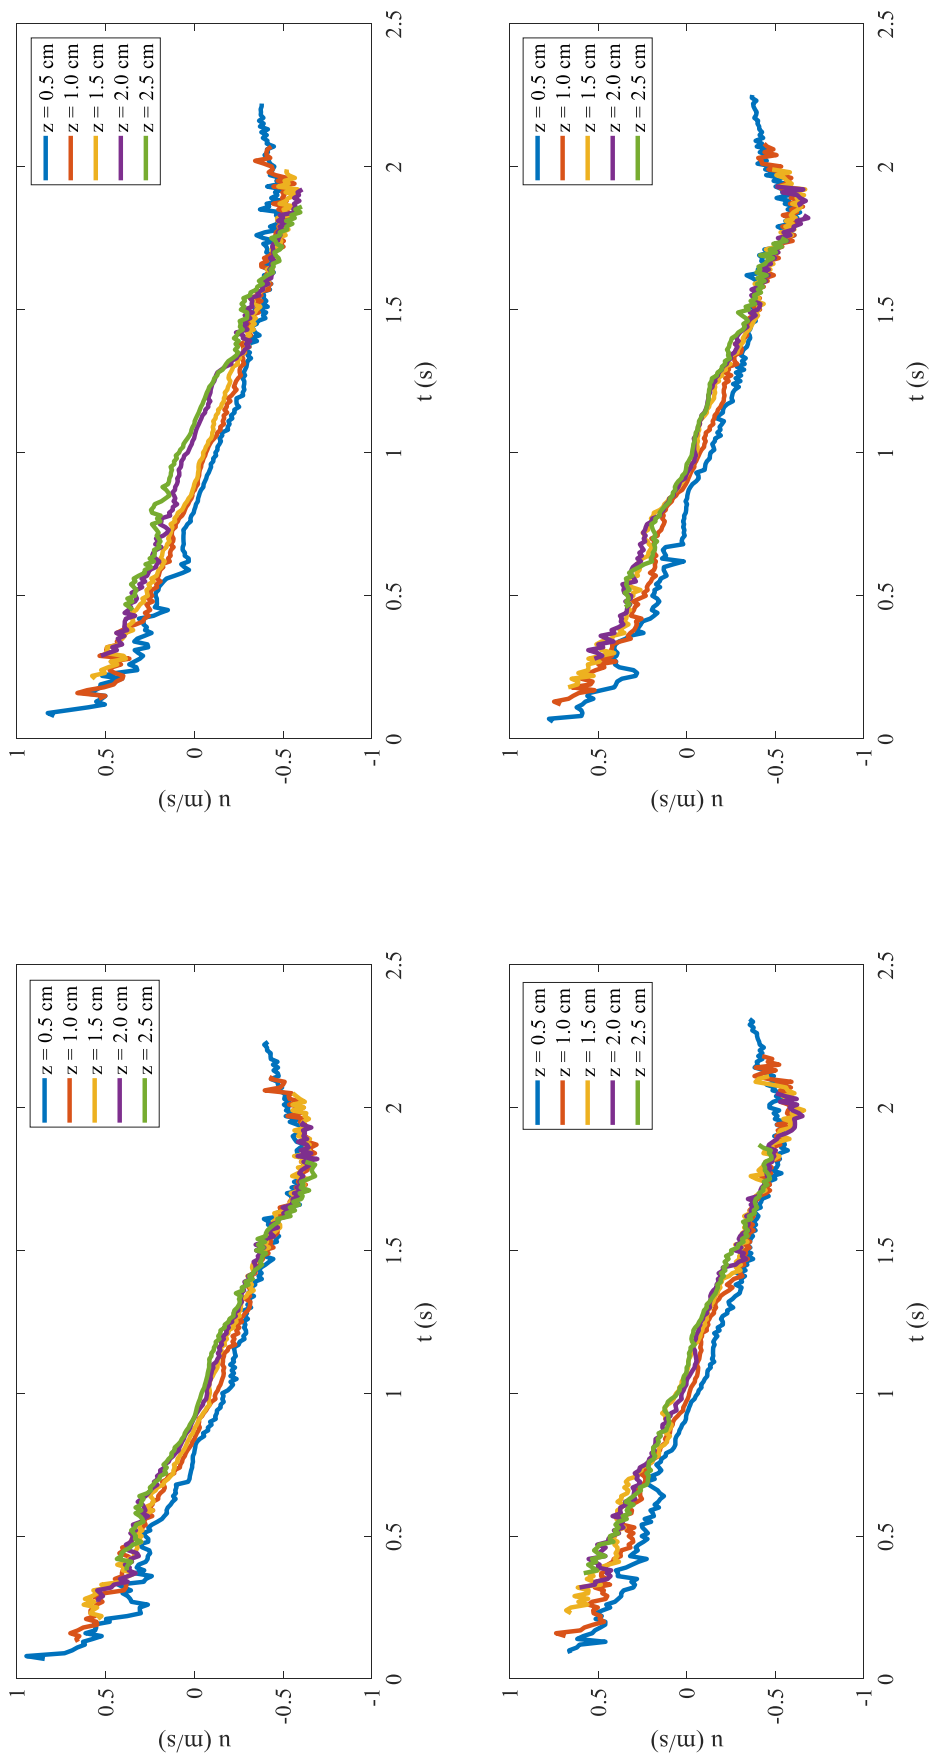 u (m/s)
1
0.5
0
-0.5
-1
z = 0.5 cm
z = 1.0 cm
z = 1.5 cm
z = 2.0 cm
z = 2.5 cm
0 0.5 1 1.5 2 2.5
t (s)
u (m/s)
1
0.5
0
-0.5
-1
z = 0.5 cm
z = 1.0 cm
z = 1.5 cm
z = 2.0 cm
z = 2.5 cm
0 0.5 1 1.5 2 2.5
t (s)
u (m/s)
1
0.5
0
-0.5
-1
z = 0.5 cm
z = 1.0 cm
z = 1.5 cm
z = 2.0 cm
z = 2.5 cm
0 0.5 1 1.5 2 2.5
t (s)
u (m/s)
1
0.5
0
-0.5
-1
z = 0.5 cm
z = 1.0 cm
z = 1.5 cm
z = 2.0 cm
z = 2.5 cm
0 0.5 1 1.5 2 2.5
t (s)